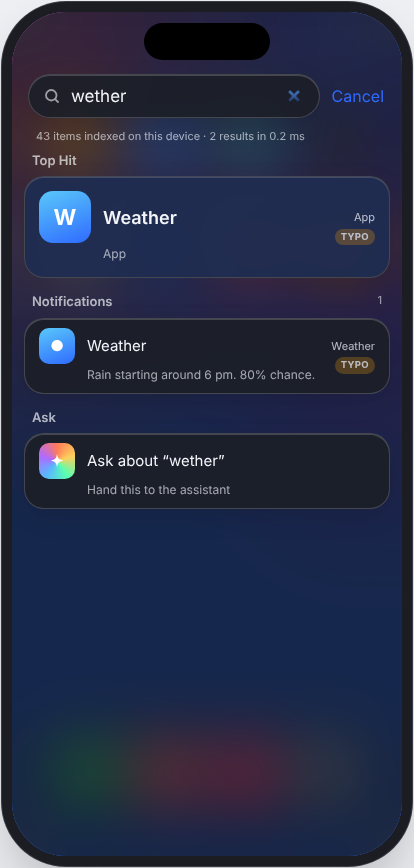 wether
Cancel
43 items indexed on this device · 2 results in 0.2 ms
Top Hit
W
Weather
App
TYPO
App
Notifications
1
Weather
Weather
TYPO
Rain starting around 6 pm. 80% chance.
Ask
Ask about “wether”
Hand this to the assistant